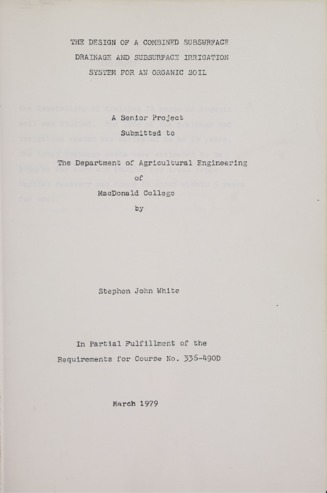 THE DESIGN OF A COMBINED SUBSURFACE
DRAINAGE AND SUBSURFACE IRRIGATION
SYSTEM FOR AN ORGANIC SOIL
A Senior Project
Submitted to
The Department of Agricultural Engineering
of
MacDonald College
by
Stephen John White
In Partial Fulfillment of the
Requirements for Course No. 336-490D
March 1979